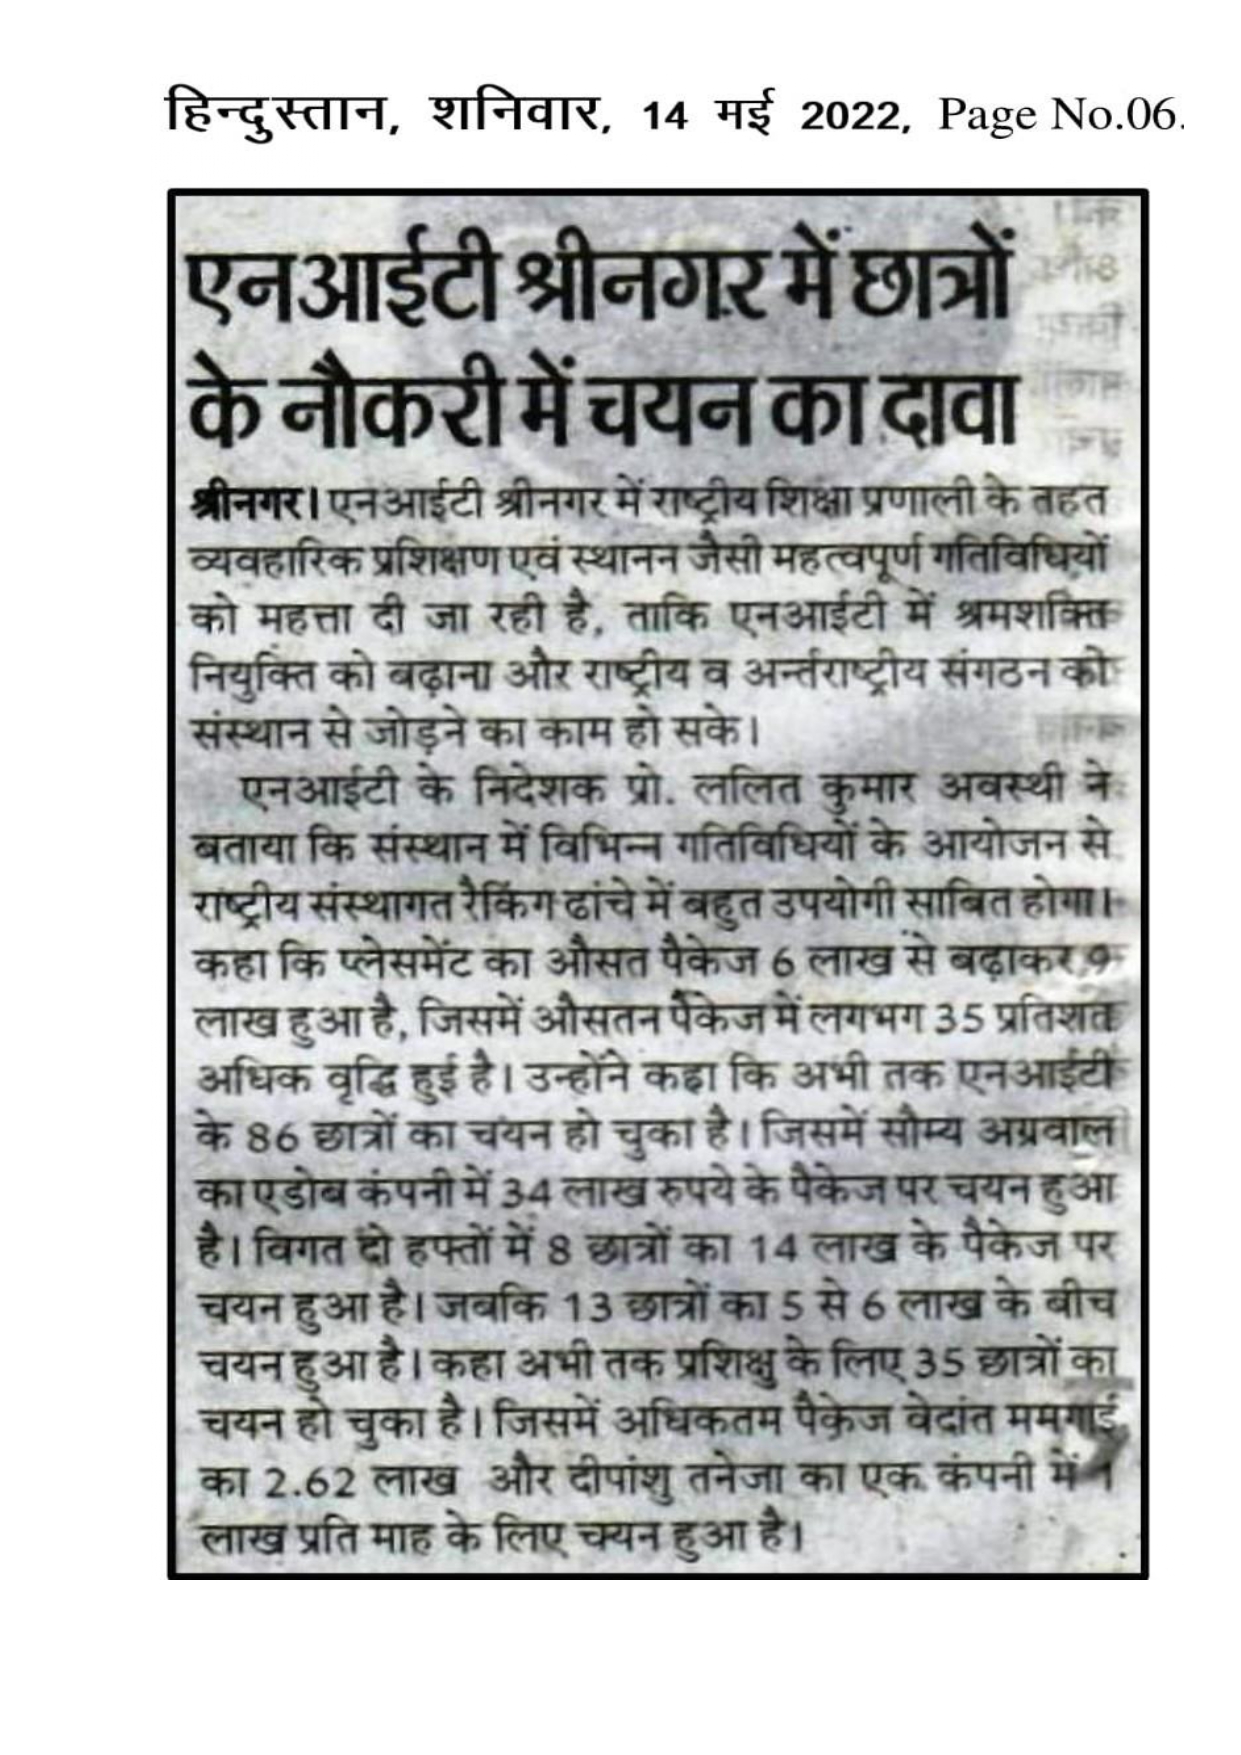 हिन्दुस्तान, शनिवार, 14 मई 2022, Page No.06.
एनआईटी श्रीनगर में छात्रों
के नौकरी में चयन का दावा
श्रीनगर। एनआईटी श्रीनगर में राष्ट्रीय शिक्षा प्रणाली के तहत
व्यवहारिक प्रशिक्षण एवं स्थानन जैसी महत्वपूर्ण गतिविधियों
को महत्ता दी जा रही है, ताकि एनआईटी में श्रमशक्ति
नियुक्ति को बढ़ाना और राष्ट्रीय व अर्न्तराष्ट्रीय संगठन को
संस्थान से जोड़ने का काम हो सके।
एनआईटी के निदेशक प्रो. ललित कुमार अवस्थी ने
बताया कि संस्थान में विभिन्न गतिविधियों के आयोजन से
राष्ट्रीय संस्थागत रैकिंग ढांचे में बहुत उपयोगी साबित होगा।
कहा कि प्लेसमेंट का औसत पैकेज 6 लाख से बढ़ाकर 9
लाख हुआ है, जिसमें औसतन पैकेज में लगभग 35 प्रतिशत
अधिक वृद्धि हुई है। उन्होंने कहा कि अभी तक एनआईटी
के 86 छात्रों का चयन हो चुका है। जिसमें सौम्य अग्रवाल
का एडोब कंपनी में 34 लाख रुपये के पैकेज पर चयन हुआ
है। विगत दो हफ्तों में 8 छात्रों का 14 लाख के पैकेज पर
चयन हुआ है। जबकि 13 छात्रों का 5 से 6 लाख के बीच
चयन हुआ है। कहा अभी तक प्रशिक्षु के लिए 35 छात्रों का
चयन हो चुका है। जिसमें अधिकतम पैकेज वेदांत ममगाईं
का 2.62 लाख और दीपांशु तनेजा का एक कंपनी में 1
लाख प्रति माह के लिए चयन हुआ है।